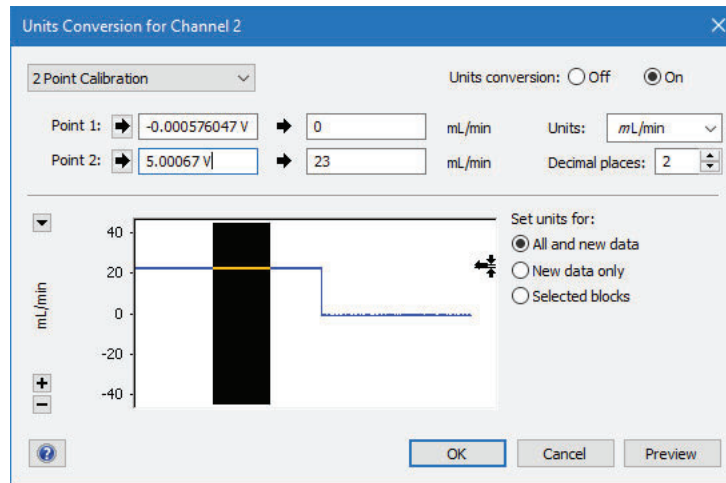 Units Conversion for Channel 2
2 Point Calibration
Units conversion: Off On
Point 1: -0.000576047 V 0 mL/min Units: mL/min
Point 2: 5.00067 V 23 mL/min Decimal places: 2
Set units for:
All and new data
New data only
Selected blocks
mL/min
40
20
0
-20
-40
+
−
?
OK Cancel Preview